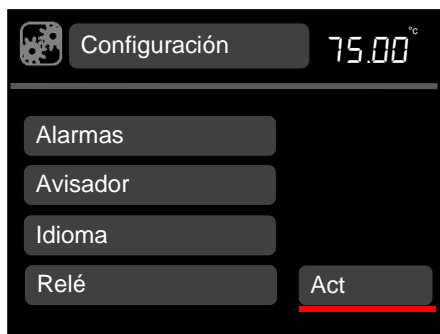 Configuración 75.00 °c
Alarmas
Avisador
Idioma
Relé Act